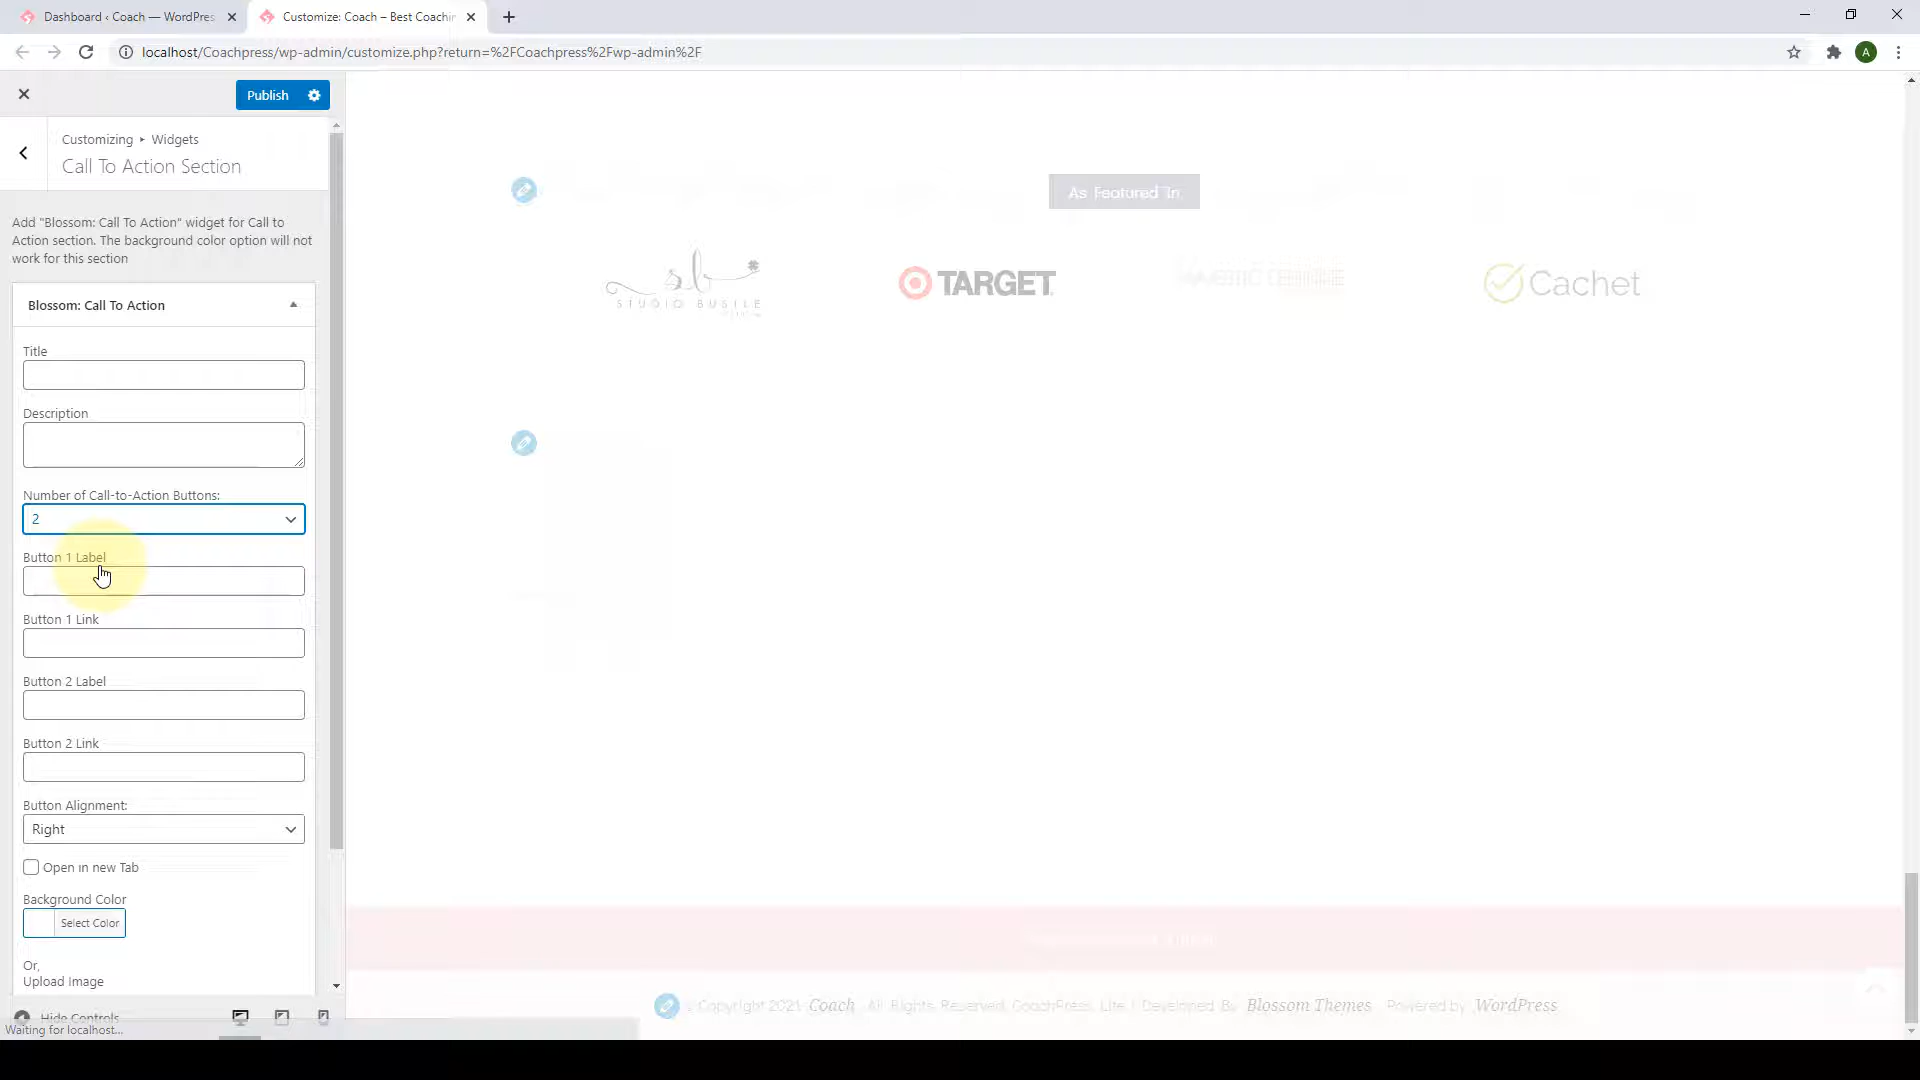 Dashboard ‹ Coach — WordPres
Customize: Coach – Best Coachin
localhost/Coachpress/wp-admin/customize.php?return=%2FCoachpress%2Fwp-admin%2F
A
Publish
Customizing ▸ Widgets
Call To Action Section
Add "Blossom: Call To Action" widget for Call to
Action section. The background color option will not
work for this section
Blossom: Call To Action
Title
Description
Number of Call-to-Action Buttons:
2
Button 1 Label
Button 1 Link
Button 2 Label
Button 2 Link
Button Alignment:
Right
Open in new Tab
Background Color
Select Color
Or,
Upload Image
Hide Controls
Waiting for localhost...
As Featured In
sb
STUDIO BUSTLE
TARGET
Cachet
Copyright 2021 Coach. All Rights Reserved. CoachPress Lite | Developed By Blossom Themes. Powered by WordPress